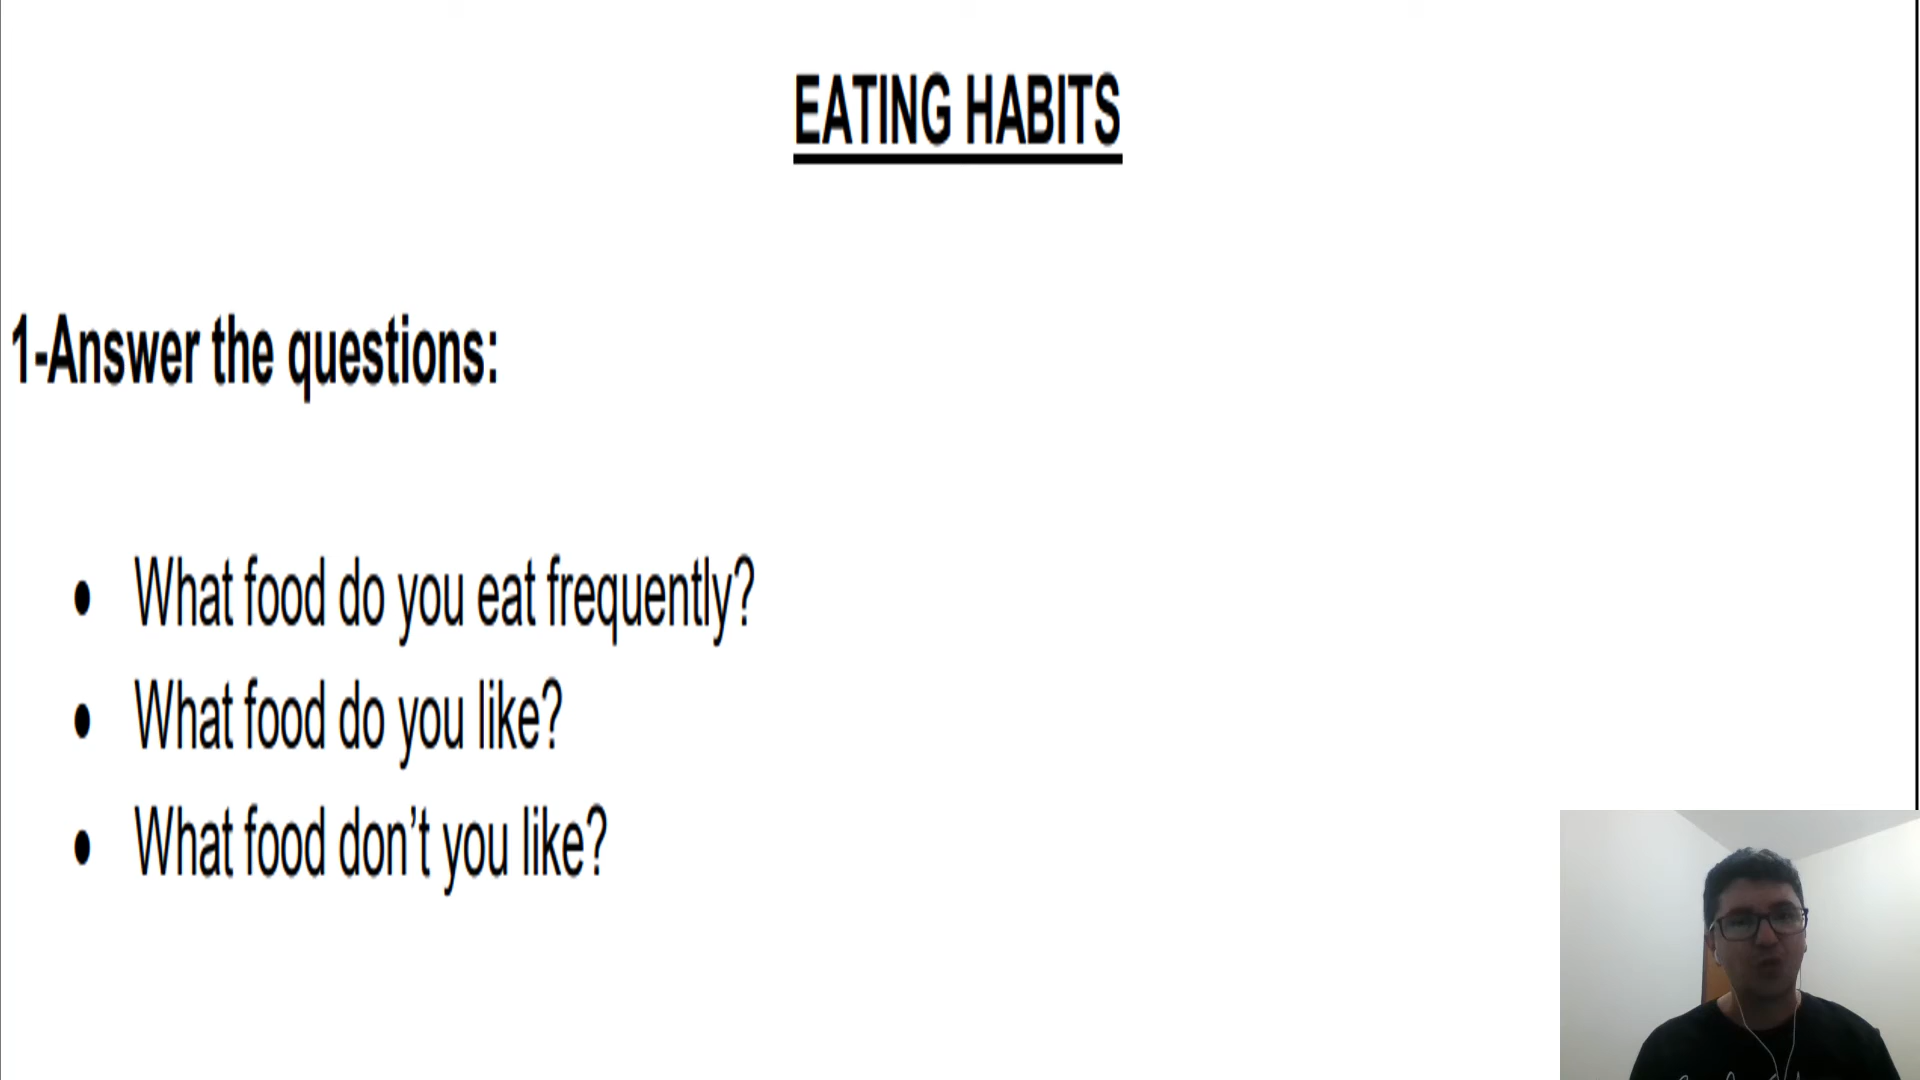 EATING HABITS
1-Answer the questions:
• What food do you eat frequently?
• What food do you like?
• What food don’t you like?